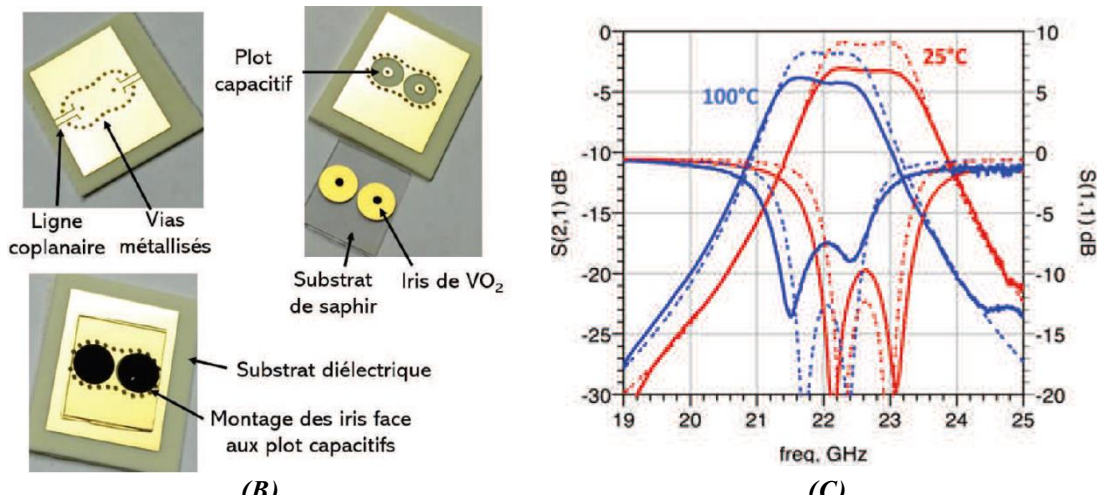 Plot
capacitif
Ligne
coplanaire
Vias
métallisés
Substrat
de saphir
Iris de VO2
Substrat diélectrique
Montage des iris face
aux plot capacitifs
(B)
S(2,1) dB
0
-5
-10
-15
-20
-25
-30
100°C
25°C
10
5
0
-5
-10
-15
-20
S(1,1) dB
19 20 21 22 23 24 25
freq, GHz
(C)